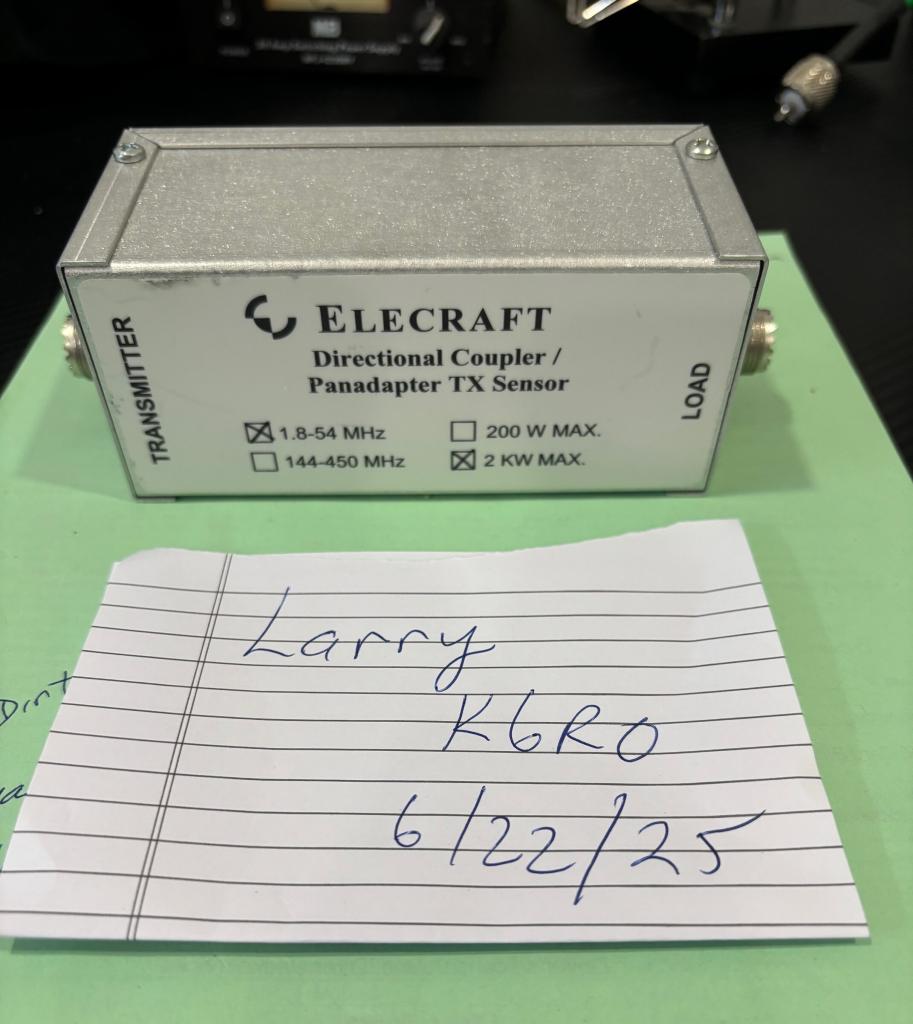 ELECRAFT
Directional Coupler /
Panadapter TX Sensor
TRANSMITTER
LOAD
☒ 1.8-54 MHz ☐ 200 W MAX.
☐ 144-450 MHz ☒ 2 KW MAX.
Larry
K6RO
6/22/25